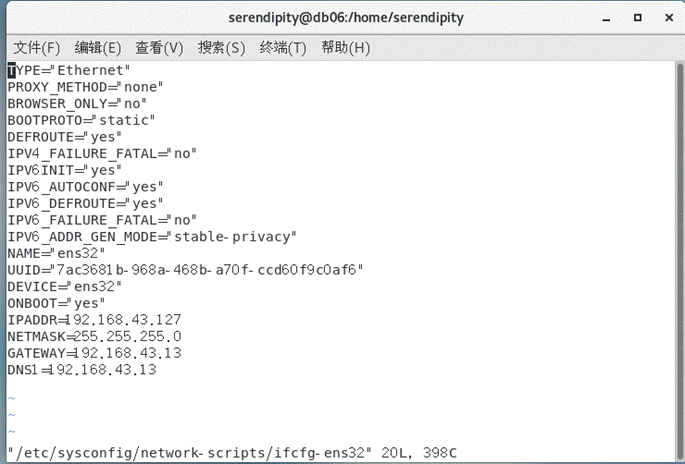 serendipity@db06:/home/serendipity
文件(F) 编辑(E) 查看(V) 搜索(S) 终端(T) 帮助(H)
TYPE="Ethernet"
PROXY_METHOD="none"
BROWSER_ONLY="no"
BOOTPROTO="static"
DEFROUTE="yes"
IPV4_FAILURE_FATAL="no"
IPV6INIT="yes"
IPV6_AUTOCONF="yes"
IPV6_DEFROUTE="yes"
IPV6_FAILURE_FATAL="no"
IPV6_ADDR_GEN_MODE="stable-privacy"
NAME="ens32"
UUID="7ac3681b-968a-468b-a70f-ccd60f9c0af6"
DEVICE="ens32"
ONBOOT="yes"
IPADDR=192.168.43.127
NETMASK=255.255.255.0
GATEWAY=192.168.43.13
DNS1=192.168.43.13
~
~
~
"/etc/sysconfig/network-scripts/ifcfg-ens32" 20L, 398C